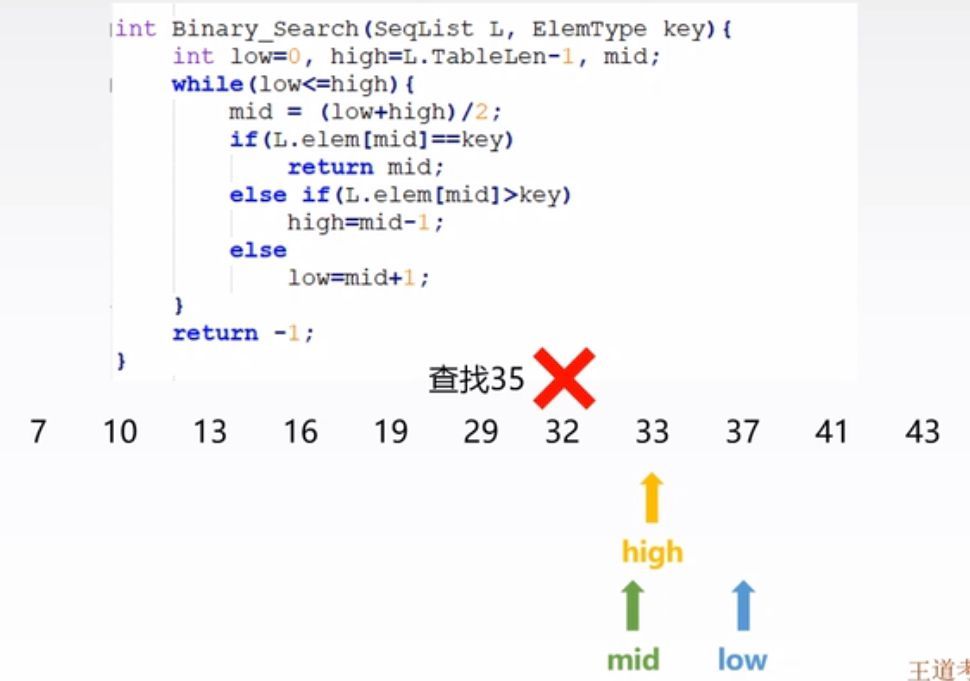 int Binary_Search(SeqList L, ElemType key){
int low=0, high=L.TableLen-1, mid;
while(low<=high){
mid = (low+high)/2;
if(L.elem[mid]==key)
return mid;
else if(L.elem[mid]>key)
high=mid-1;
else
low=mid+1;
}
return -1;
}
查找35
7 10 13 16 19 29 32 33 37 41 43
high
mid low
王道考